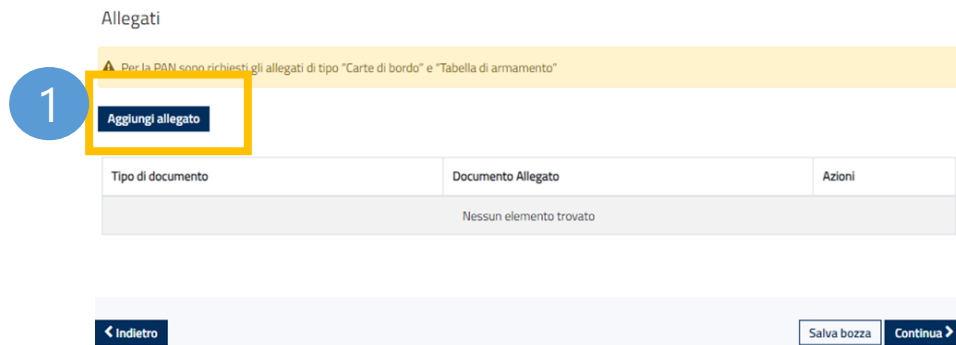 Allegati
Per la PAN sono richiesti gli allegati di tipo "Carte di bordo" e "Tabella di armamento"
1
Aggiungi allegato
Tipo di documento Documento Allegato Azioni
Nessun elemento trovato
Indietro Salva bozza Continua